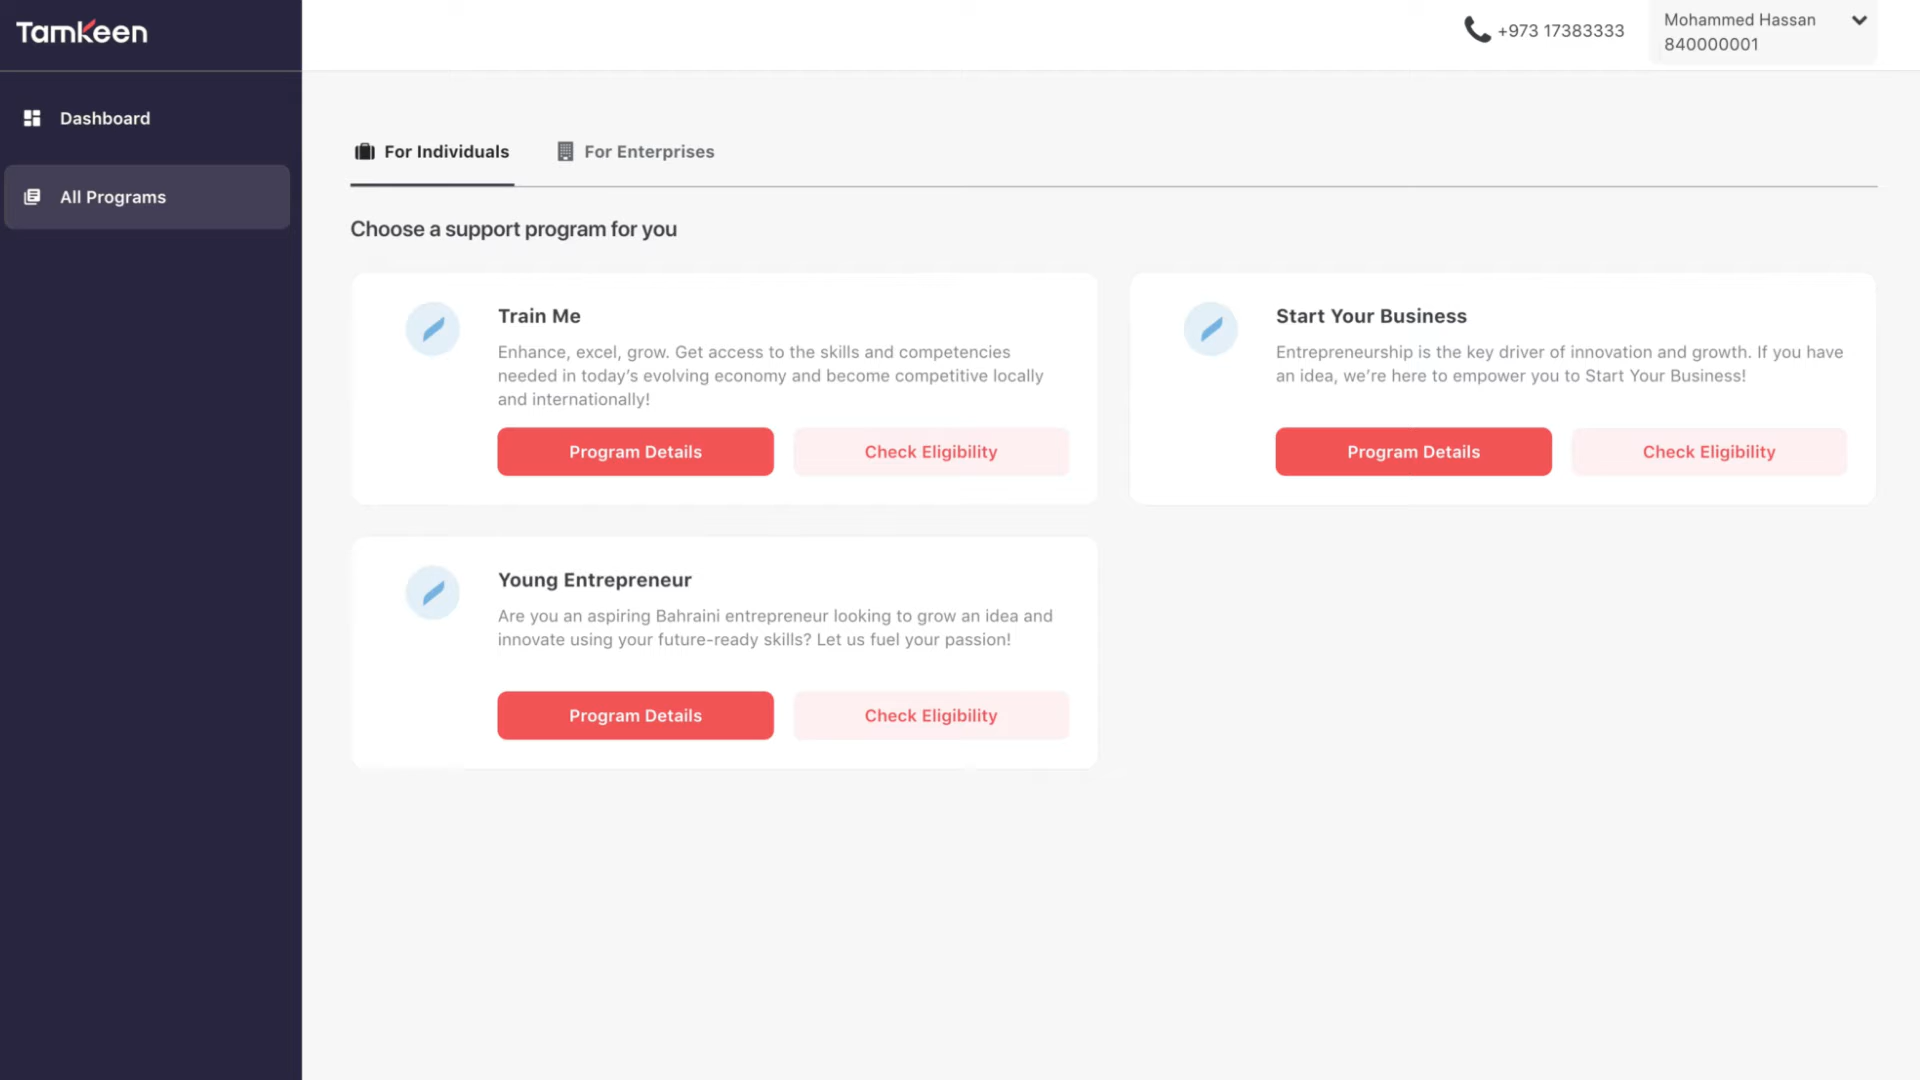 Tamkeen
+973 17383333
Mohammed Hassan
840000001
Dashboard
All Programs
For Individuals
For Enterprises
Choose a support program for you
Train Me
Enhance, excel, grow. Get access to the skills and competencies
needed in today’s evolving economy and become competitive locally
and internationally!
Program Details
Check Eligibility
Start Your Business
Entrepreneurship is the key driver of innovation and growth. If you have
an idea, we’re here to empower you to Start Your Business!
Program Details
Check Eligibility
Young Entrepreneur
Are you an aspiring Bahraini entrepreneur looking to grow an idea and
innovate using your future-ready skills? Let us fuel your passion!
Program Details
Check Eligibility